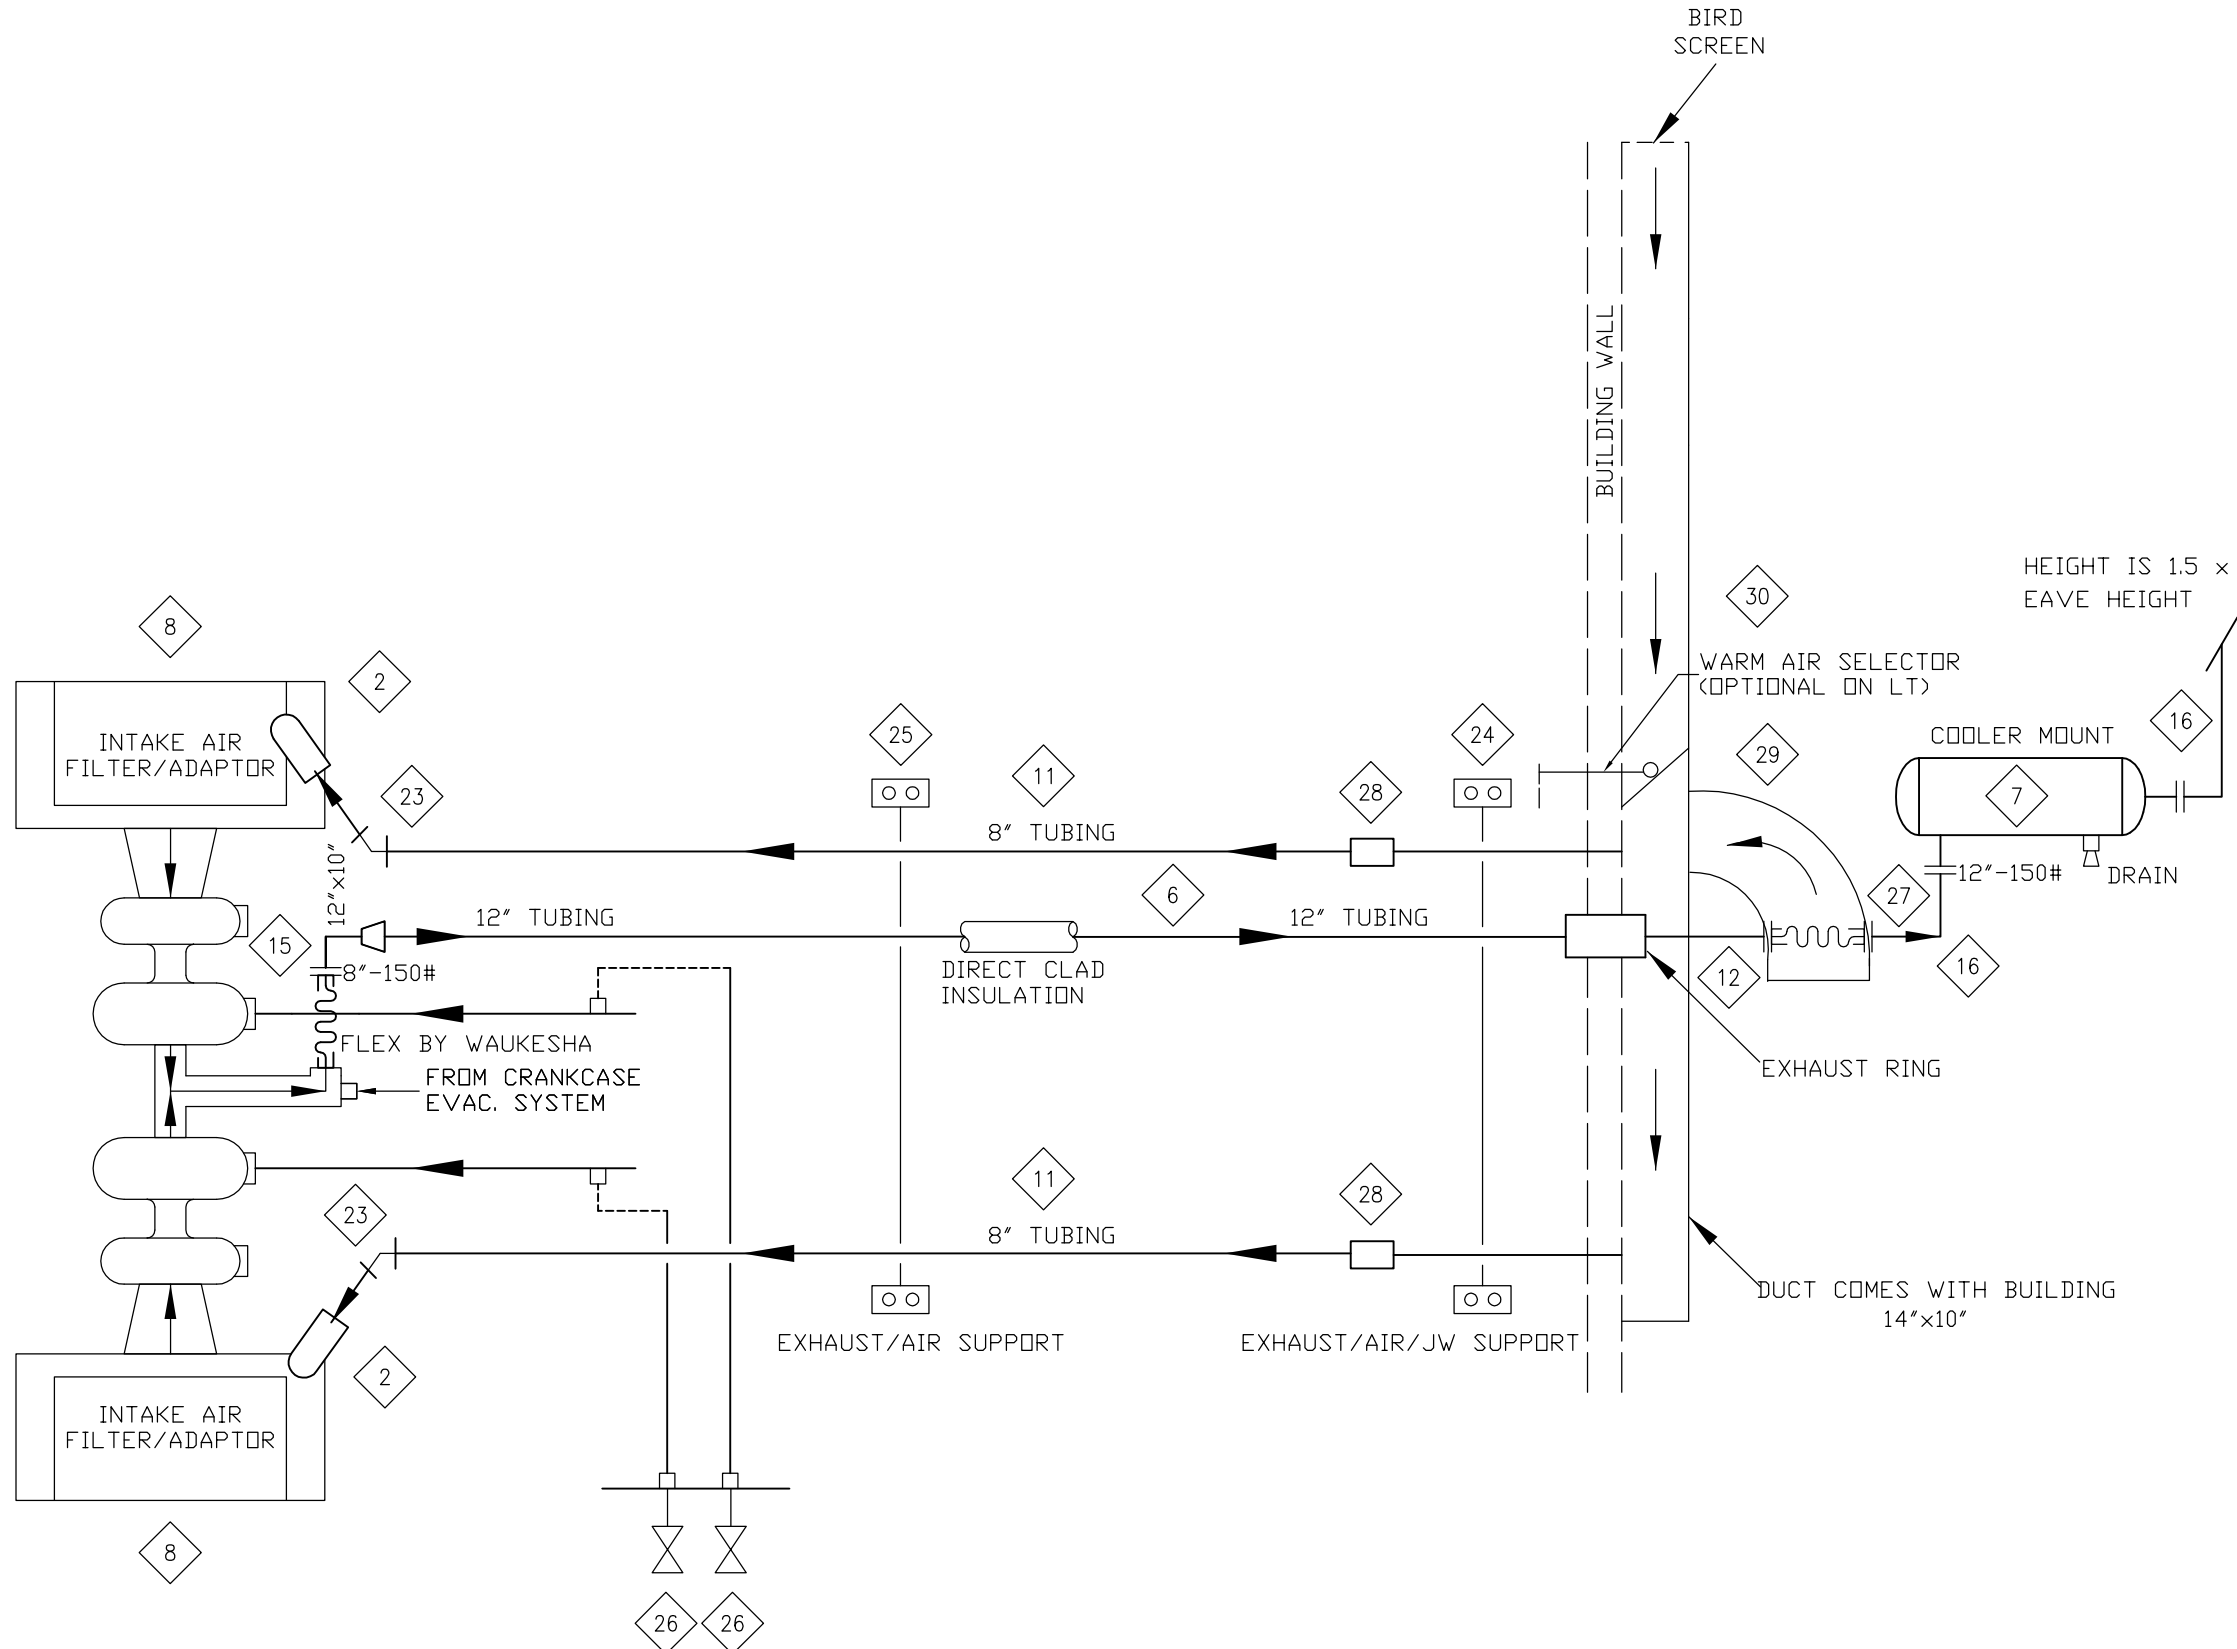 BIRD
SCREEN
BUILDING WALL
HEIGHT IS 1.5 x
EAVE HEIGHT
30
WARM AIR SELECTOR
(OPTIONAL ON LT)
8
2
INTAKE AIR
FILTER/ADAPTOR
23
25
11
8" TUBING
28
24
29
COOLER MOUNT
7
16
12"-150#
DRAIN
27
16
12"x10"
15
8"-150#
12" TUBING
6
12" TUBING
DIRECT CLAD
INSULATION
12
EXHAUST RING
FLEX BY WAUKESHA
FROM CRANKCASE
EVAC. SYSTEM
23
11
8" TUBING
28
EXHAUST/AIR SUPPORT
EXHAUST/AIR/JW SUPPORT
DUCT COMES WITH BUILDING
14"x10"
2
INTAKE AIR
FILTER/ADAPTOR
8
26
26